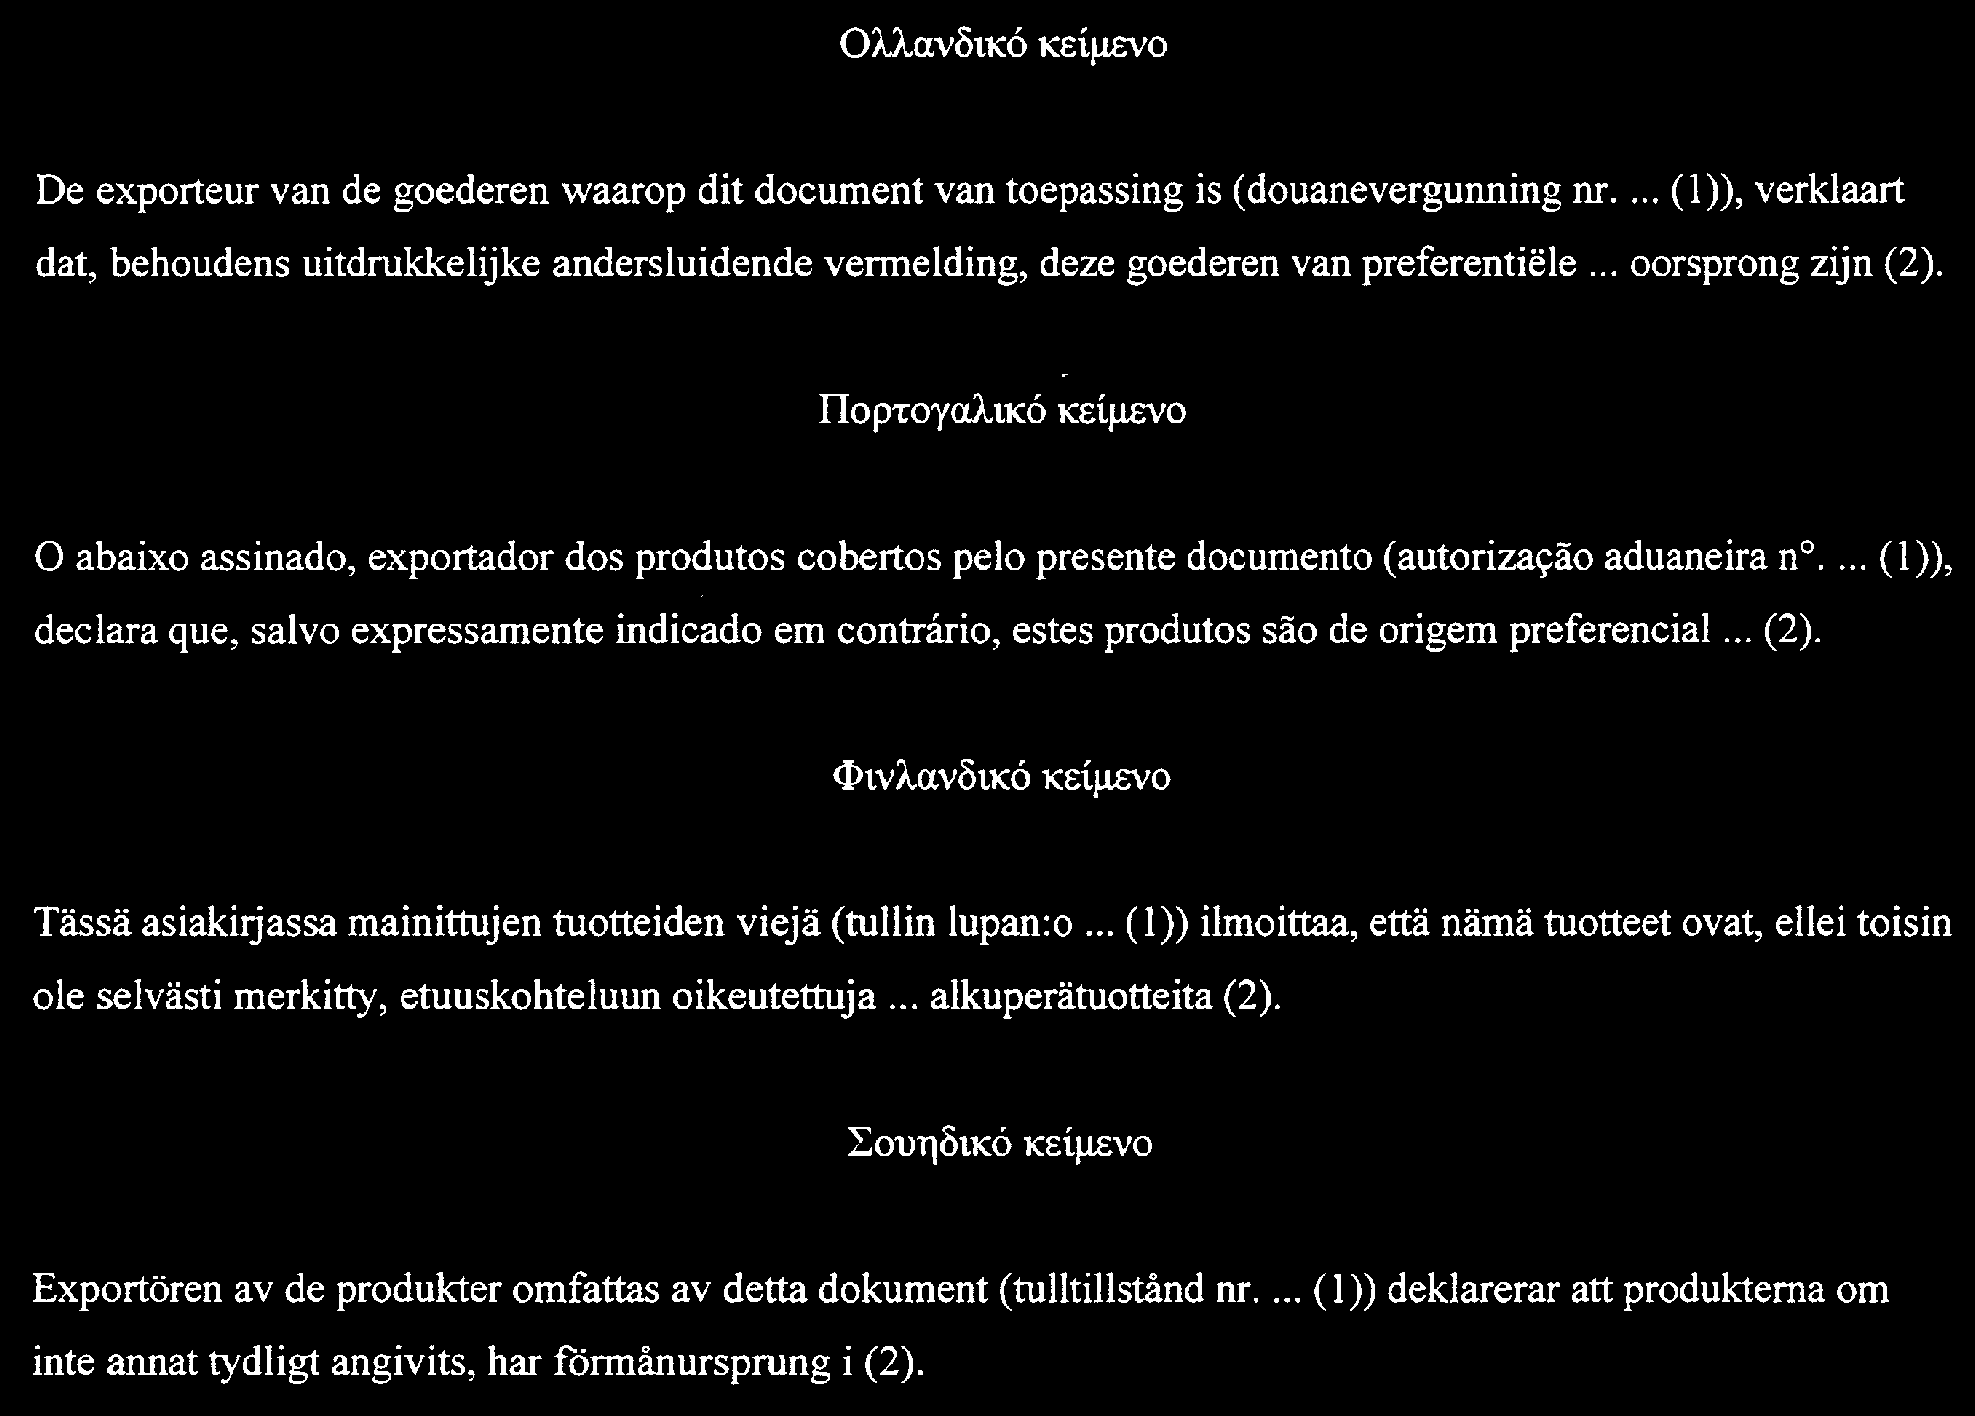 Ολλανδικό κείμενο
De exporteur van de goederen waarop dit document van toepassing is (douanevergunning nr. ... (1)), verklaart
dat, behoudens uitdrukkelijke andersluidende vermelding, deze goederen van preferentiële ... oorsprong zijn (2).
Πορτογαλικό κείμενο
O abaixo assinado, exportador dos produtos cobertos pelo presente documento (autorização aduaneira n°. ... (1)),
declara que, salvo expressamente indicado em contrário, estes produtos são de origem preferencial ... (2).
Φινλανδικό κείμενο
Tässä asiakirjassa mainittujen tuotteiden viejä (tullin lupan:o ... (1)) ilmoittaa, että nämä tuotteet ovat, ellei toisin
ole selvästi merkitty, etuuskohteluun oikeutettuja ... alkuperätuotteita (2).
Σουηδικό κείμενο
Exportören av de produkter omfattas av detta dokument (tulltillstånd nr. ... (1)) deklarerar att produkterna om
inte annat tydligt angivits, har förmånursprung i (2).